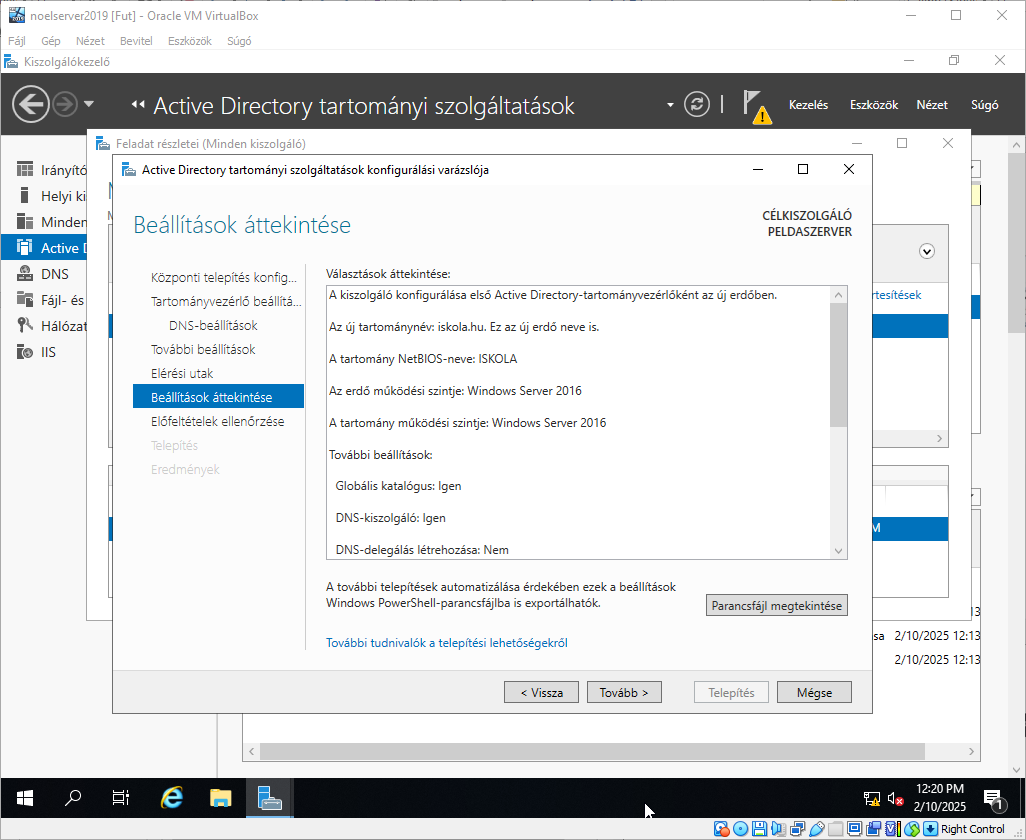 noelserver2019 [Fut] - Oracle VM VirtualBox
Fájl Gép Nézet Bevitel Eszközök Súgó
Kiszolgálókezelő
Active Directory tartományi szolgáltatások
Kezelés Eszközök Nézet Súgó
Feladat részletei (Minden kiszolgáló)
Active Directory tartományi szolgáltatások konfigurálási varázslója
Irányító
Helyi ki
Minden
Active D
DNS
Fájl- és
Hálózat
IIS
Beállítások áttekintése
CÉLKISZOLGÁLÓ
PELDASZERVER
Központi telepítés konfig...
Tartományvezérlő beállítá...
DNS-beállítások
További beállítások
Elérési utak
Beállítások áttekintése
Előfeltételek ellenőrzése
Telepítés
Eredmények
Választások áttekintése:
A kiszolgáló konfigurálása első Active Directory-tartományvezérlőként az új erdőben.
Az új tartománynév: iskola.hu. Ez az új erdő neve is.
A tartomány NetBIOS-neve: ISKOLA
Az erdő működési szintje: Windows Server 2016
A tartomány működési szintje: Windows Server 2016
További beállítások:
Globális katalógus: Igen
DNS-kiszolgáló: Igen
DNS-delegálás létrehozása: Nem
A további telepítések automatizálása érdekében ezek a beállítások
Windows PowerShell-parancsfájlba is exportálhatók.
Parancsfájl megtekintése
További tudnivalók a telepítési lehetőségekről
< Vissza Tovább > Telepítés Mégse
rtesítések
M
13
sa 2/10/2025 12:13
2/10/2025 12:13
12:20 PM
2/10/2025
1
Right Control